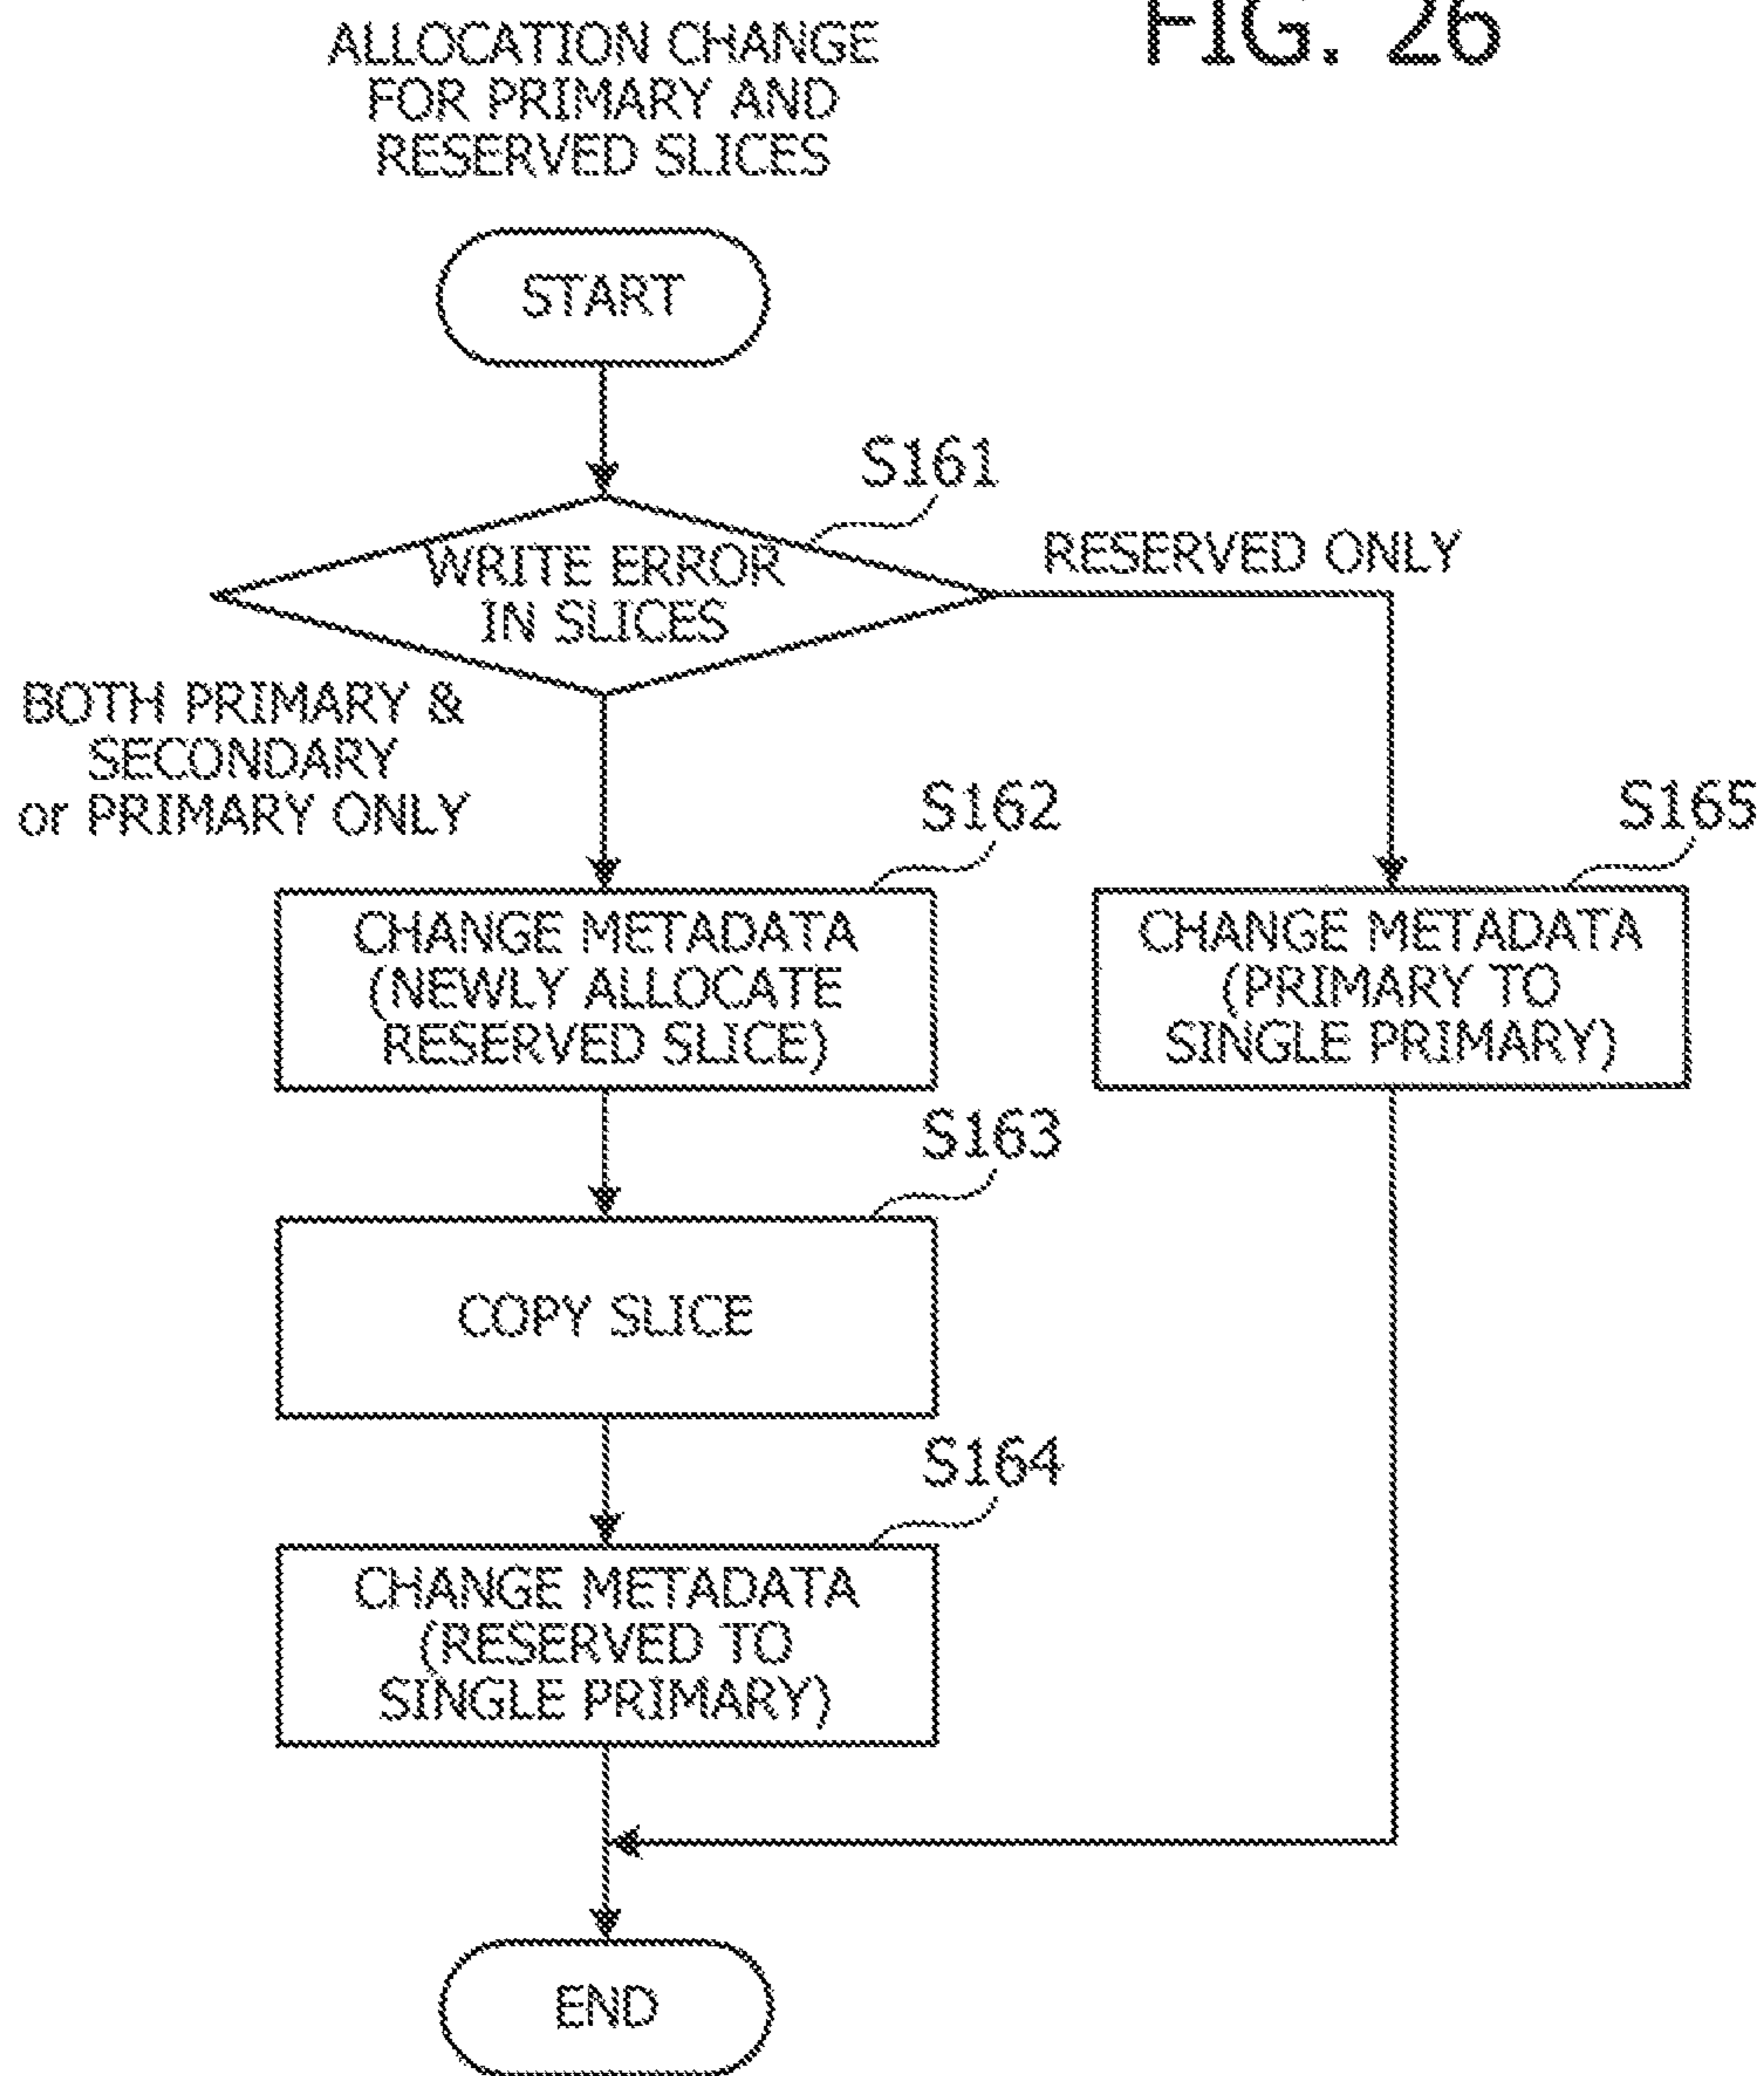 FIG. 26
ALLOCATION CHANGE
FOR PRIMARY AND
RESERVED SLICES
START
S161
WRITE ERROR
IN SLICES
RESERVED ONLY
BOTH PRIMARY &
SECONDARY
or PRIMARY ONLY
S162
CHANGE METADATA
(NEWLY ALLOCATE
RESERVED SLICE)
S165
CHANGE METADATA
(PRIMARY TO
SINGLE PRIMARY)
S163
COPY SLICE
S164
CHANGE METADATA
(RESERVED TO
SINGLE PRIMARY)
END